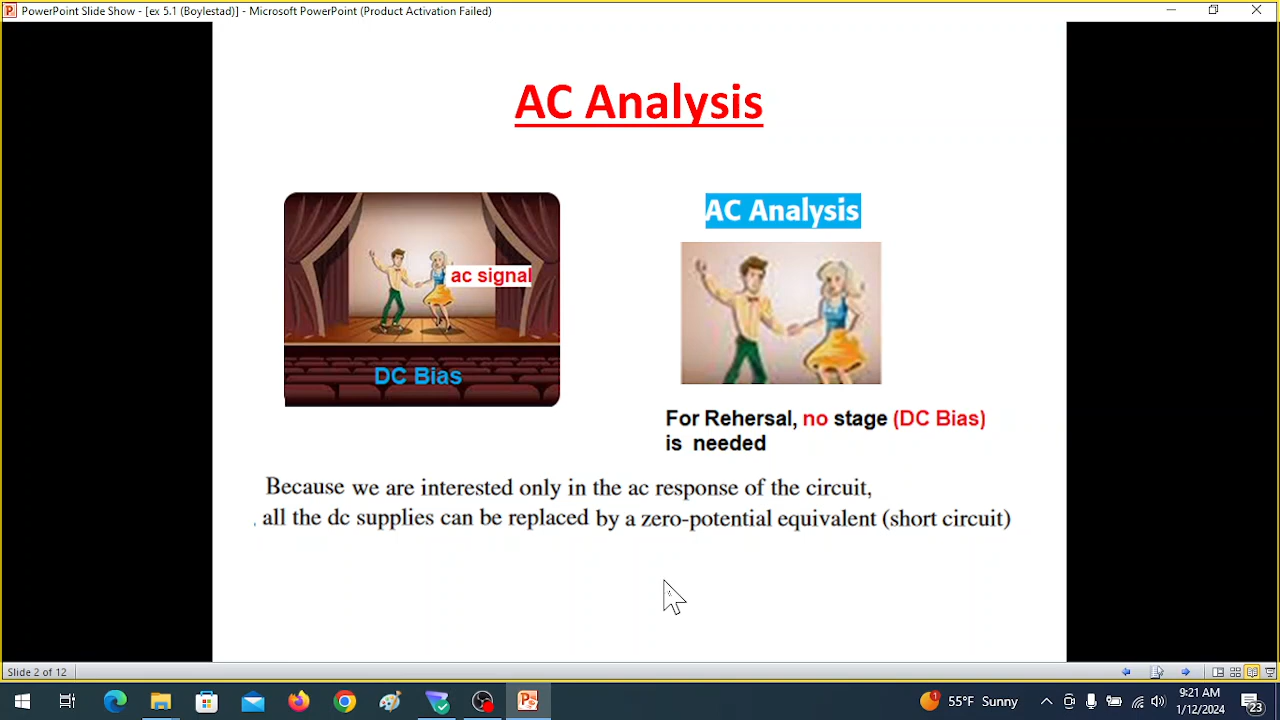 PowerPoint Slide Show - [ex 5.1 (Boylestad)] - Microsoft PowerPoint (Product Activation Failed)
AC Analysis
ac signal
DC Bias
AC Analysis
For Rehersal, no stage (DC Bias)
is needed
Because we are interested only in the ac response of the circuit,
, all the dc supplies can be replaced by a zero-potential equivalent (short circuit)
Slide 2 of 12
1
55°F Sunny
9:21 AM
1/12/2024
23